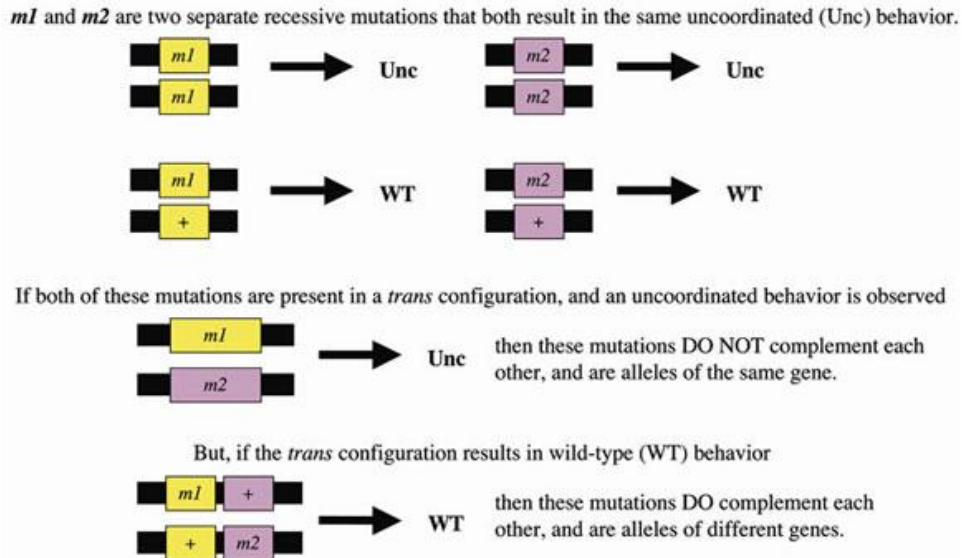 m1 and m2 are two separate recessive mutations that both result in the same uncoordinated (Unc) behavior.
m1
m1
Unc
m2
m2
Unc
m1
+
WT
m2
+
WT
If both of these mutations are present in a trans configuration, and an uncoordinated behavior is observed
m1
m2
Unc
then these mutations DO NOT complement each
other, and are alleles of the same gene.
But, if the trans configuration results in wild-type (WT) behavior
m1 +
+ m2
WT
then these mutations DO complement each
other, and are alleles of different genes.